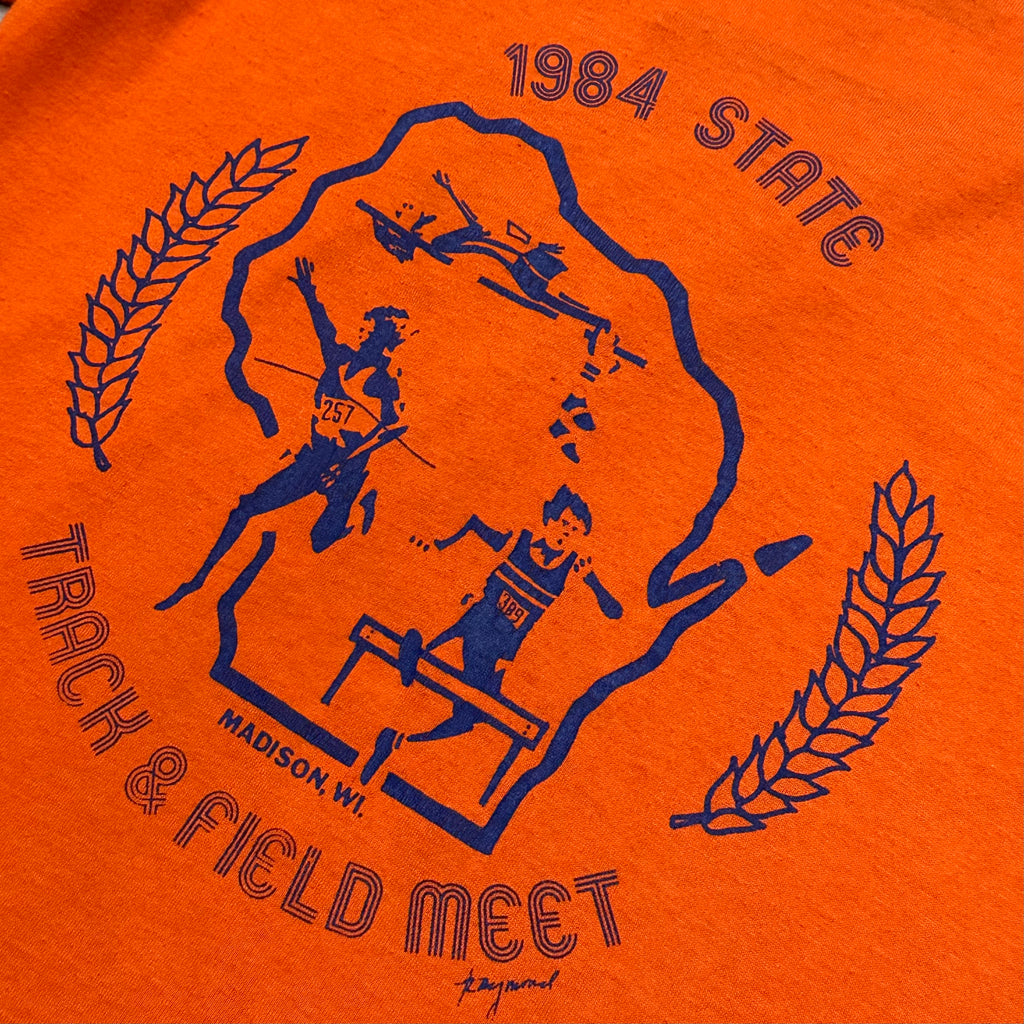 1984 STATE
257
389
MADISON, WI.
TRACK & FIELD MEET